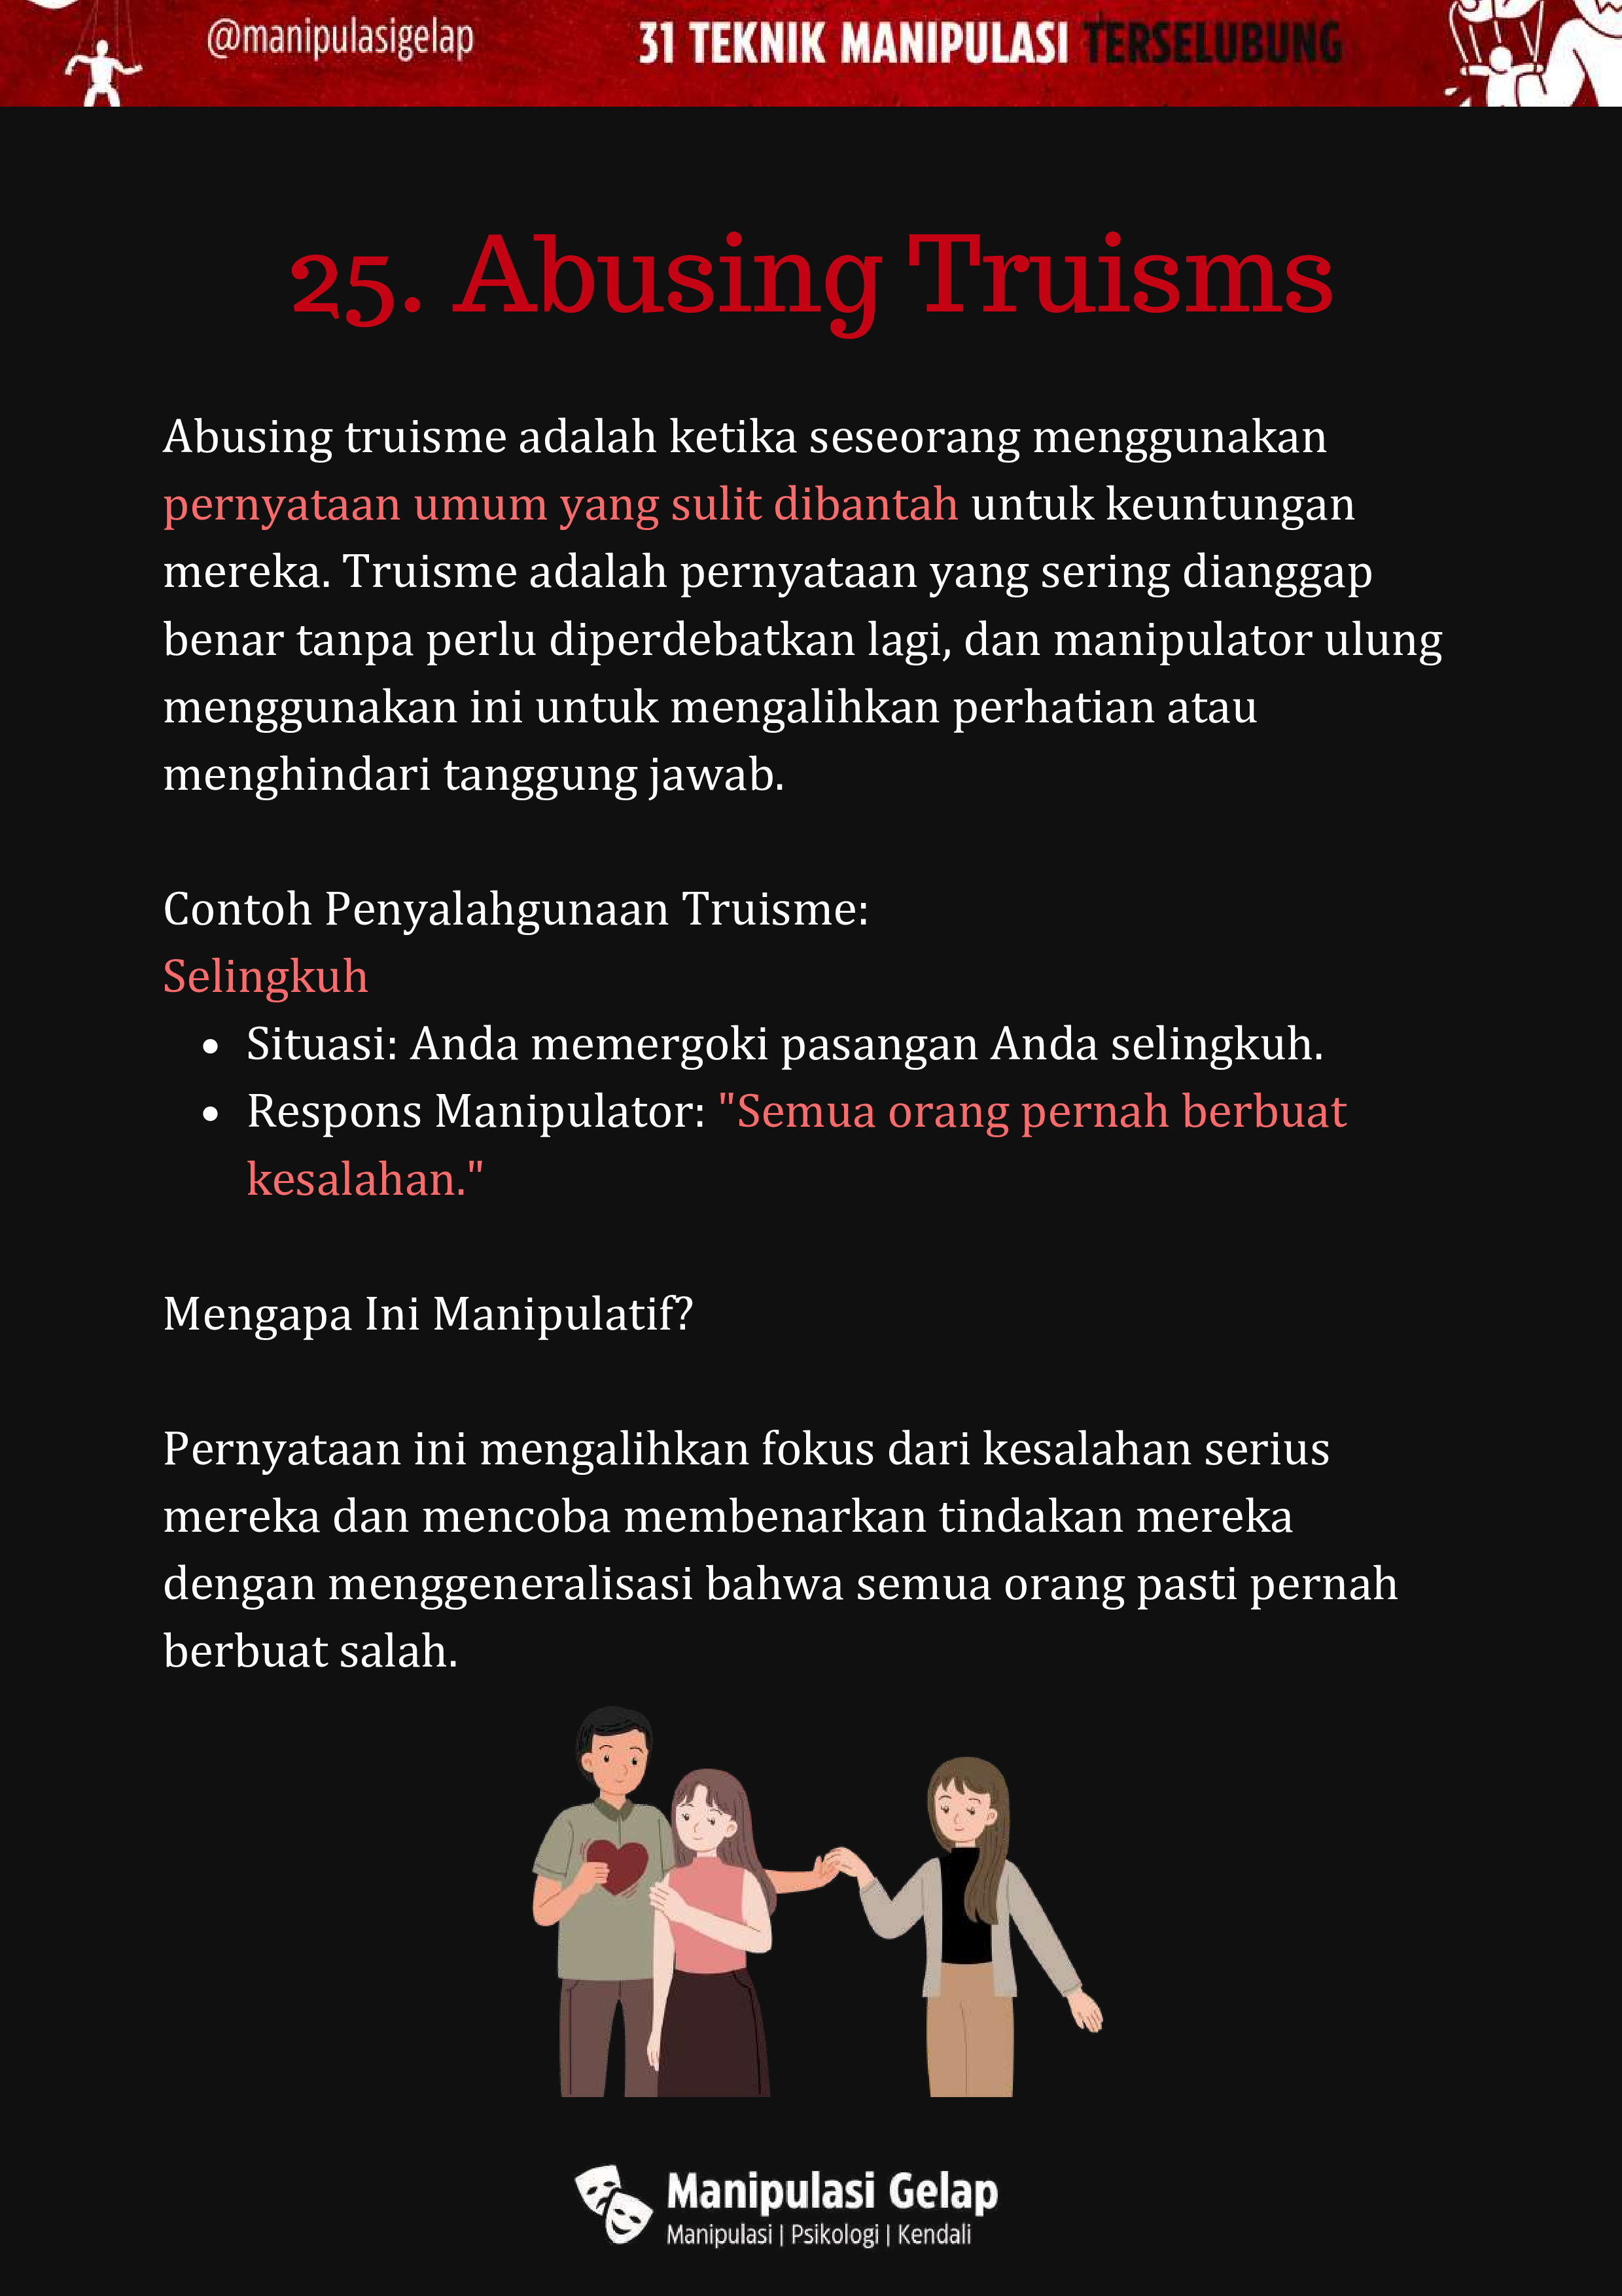 @manipulasigelap
31 TEKNIK MANIPULASI TERSELUBUNG
25. Abusing Truisms
Abusing truisme adalah ketika seseorang menggunakan
pernyataan umum yang sulit dibantah untuk keuntungan
mereka. Truisme adalah pernyataan yang sering dianggap
benar tanpa perlu diperdebatkan lagi, dan manipulator ulung
menggunakan ini untuk mengalihkan perhatian atau
menghindari tanggung jawab.
Contoh Penyalahgunaan Truisme:
Selingkuh
• Situasi: Anda memergoki pasangan Anda selingkuh.
• Respons Manipulator: "Semua orang pernah berbuat
kesalahan."
Mengapa Ini Manipulatif?
Pernyataan ini mengalihkan fokus dari kesalahan serius
mereka dan mencoba membenarkan tindakan mereka
dengan menggeneralisasi bahwa semua orang pasti pernah
berbuat salah.
Manipulasi Gelap
Manipulasi | Psikologi | Kendali